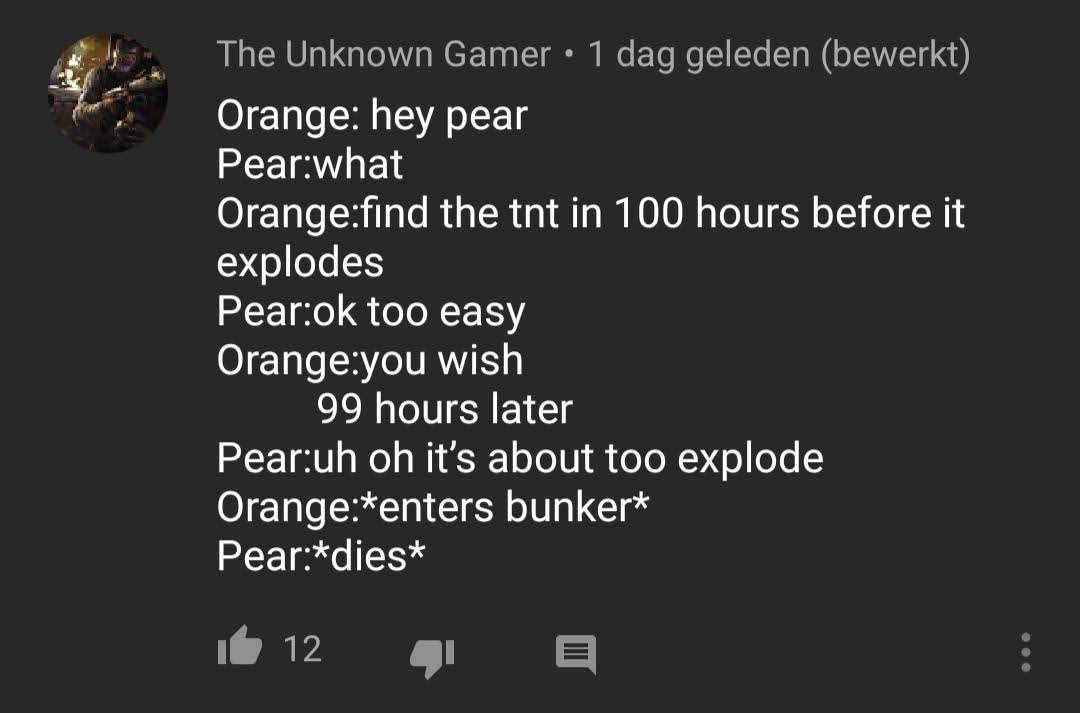 The Unknown Gamer • 1 dag geleden (bewerkt)
Orange: hey pear
Pear:what
Orange:find the tnt in 100 hours before it
explodes
Pear:ok too easy
Orange:you wish
99 hours later
Pear:uh oh it’s about too explode
Orange:*enters bunker*
Pear:*dies*
12